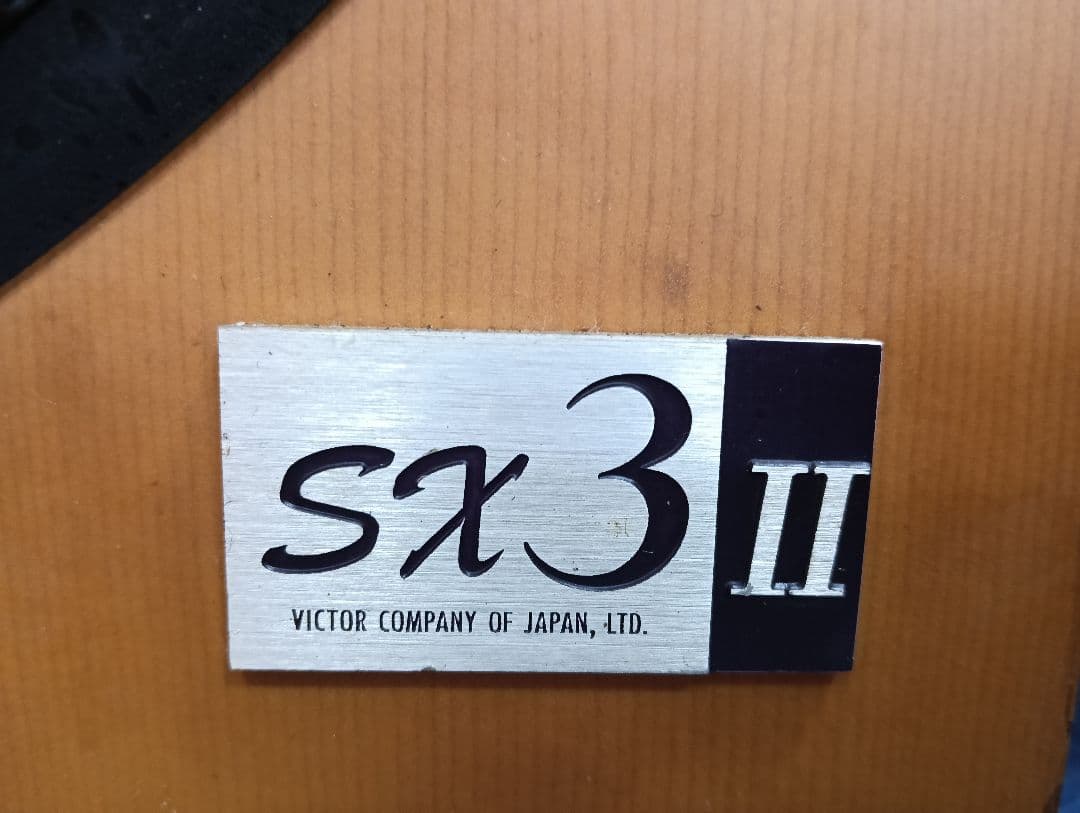 SX3 II
VICTOR COMPANY OF JAPAN, LTD.